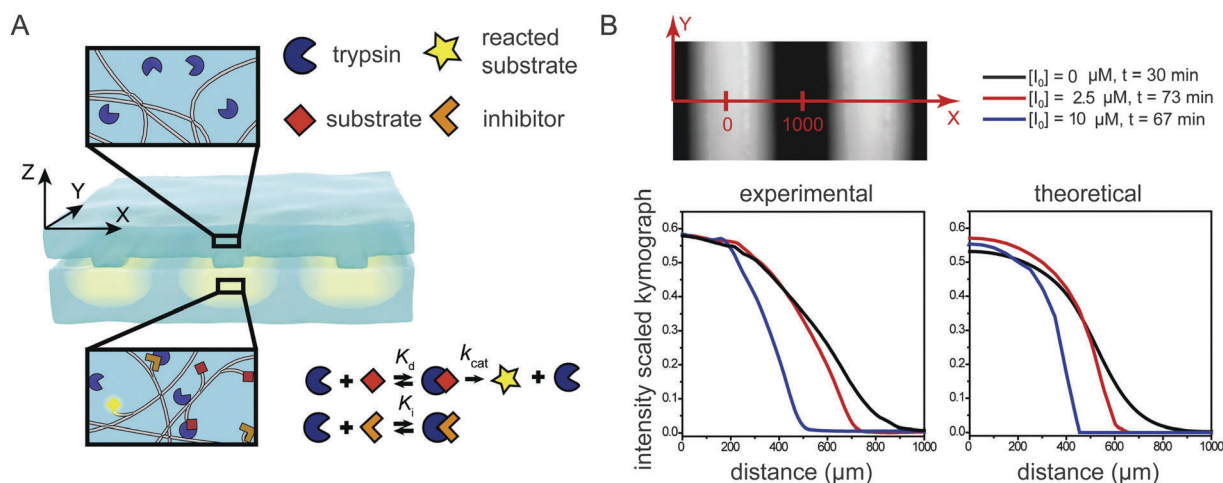 A
trypsin
reacted
substrate
substrate
inhibitor
Z
Y
X
K_d
k_cat
+ ⇌ → +
K_i
+ ⇌
B
Y
0
1000
X
[I₀] = 0 μM, t = 30 min
[I₀] = 2.5 μM, t = 73 min
[I₀] = 10 μM, t = 67 min
experimental
theoretical
intensity scaled kymograph
0.6
0.5
0.4
0.3
0.2
0.1
0.0
0 200 400 600 800 1000
distance (μm)
0.6
0.5
0.4
0.3
0.2
0.1
0.0
0 200 400 600 800 1000
distance (μm)